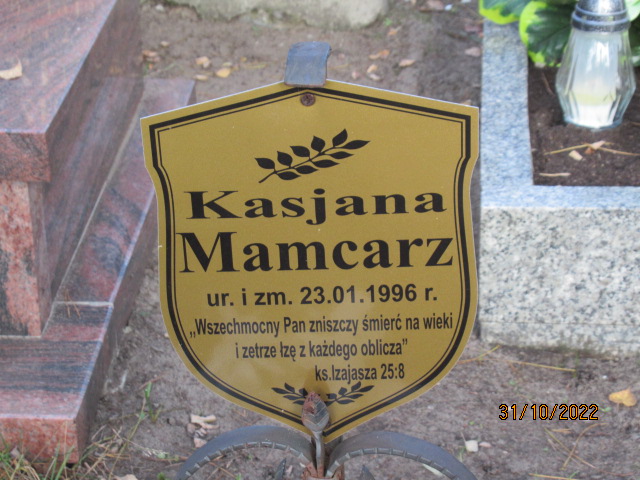 Kasjana
Mamcarz
ur. i zm. 23.01.1996 r.
„Wszechmocny Pan zniszczy śmierć na wieki
i zetrze łzę z każdego oblicza”
ks.Izajasza 25:8
31/10/2022